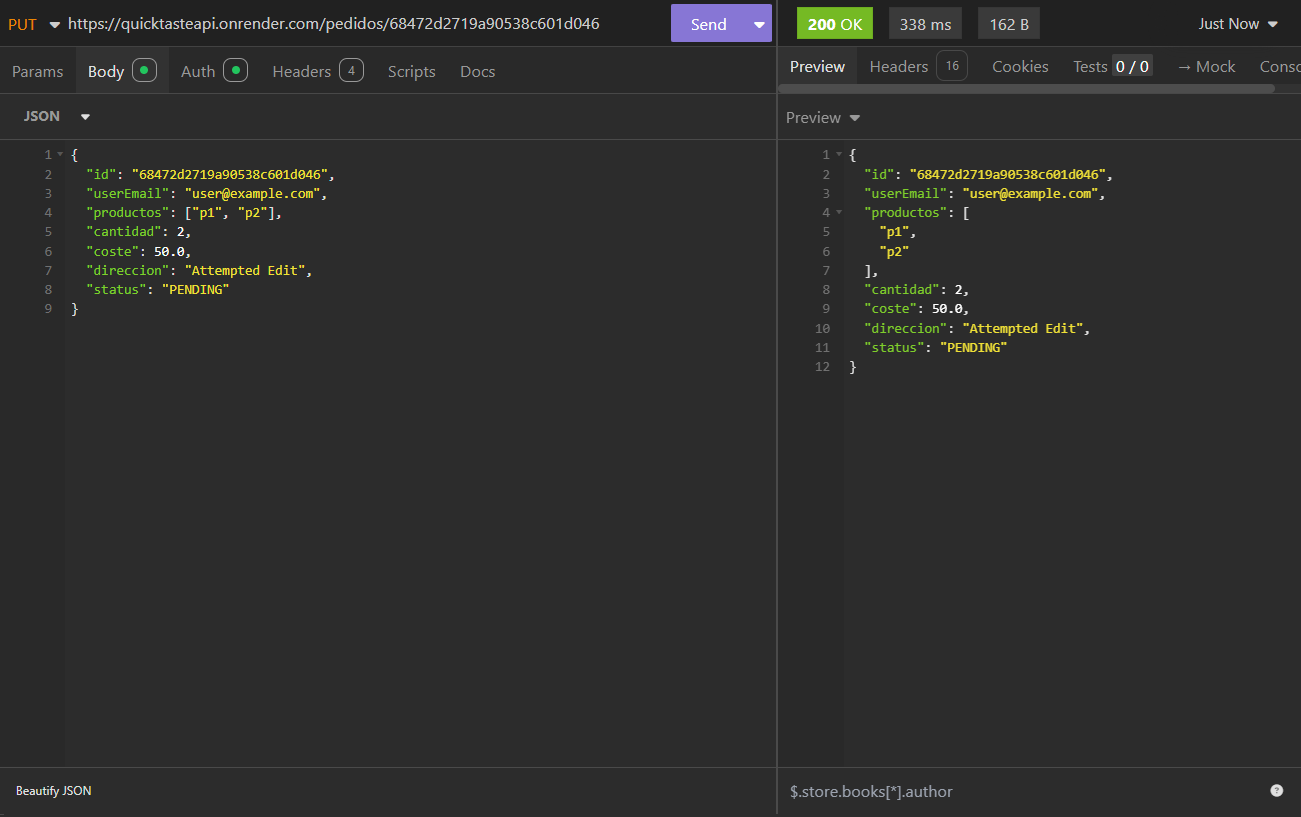 PUT https://quicktasteapi.onrender.com/pedidos/68472d2719a90538c601d046 Send
Params Body Auth Headers 4 Scripts Docs
JSON
1 {
2 "id": "68472d2719a90538c601d046",
3 "userEmail": "user@example.com",
4 "productos": ["p1", "p2"],
5 "cantidad": 2,
6 "coste": 50.0,
7 "direccion": "Attempted Edit",
8 "status": "PENDING"
9 }
Beautify JSON
200 OK 338 ms 162 B Just Now
Preview Headers 16 Cookies Tests 0 / 0 → Mock Consc
Preview
1 {
2 "id": "68472d2719a90538c601d046",
3 "userEmail": "user@example.com",
4 "productos": [
5 "p1",
6 "p2"
7 ],
8 "cantidad": 2,
9 "coste": 50.0,
10 "direccion": "Attempted Edit",
11 "status": "PENDING"
12 }
$.store.books[*].author ?